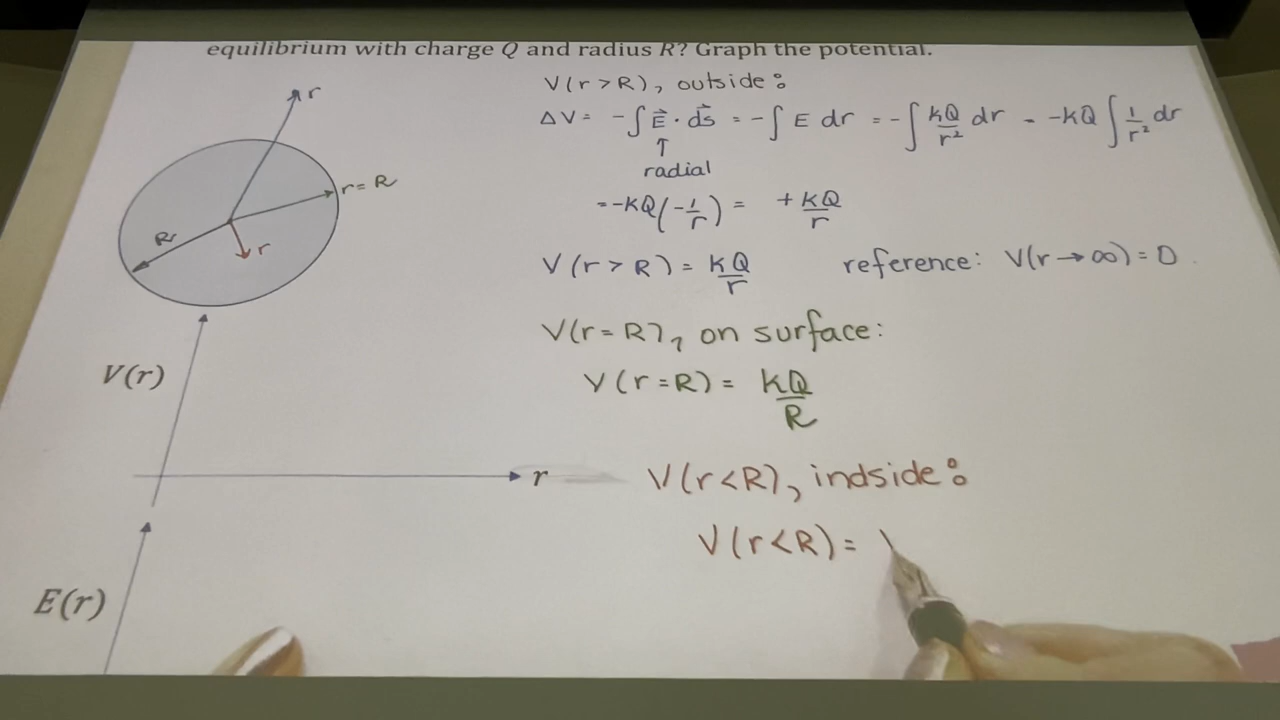 equilibrium with charge Q and radius R? Graph the potential.
r
r = R
R
r
V(r)
r
E(r)
V(r > R), outside:
ΔV = -∫ E⃗ · ds⃗ = -∫ E dr = -∫ kQ/r² dr = -kQ ∫ 1/r² dr
↑
radial
= -kQ(-1/r) = +kQ/r
V(r > R) = kQ/r reference: V(r → ∞) = 0
V(r = R), on surface:
V(r = R) = kQ/R
V(r < R), indside:
V(r < R) =